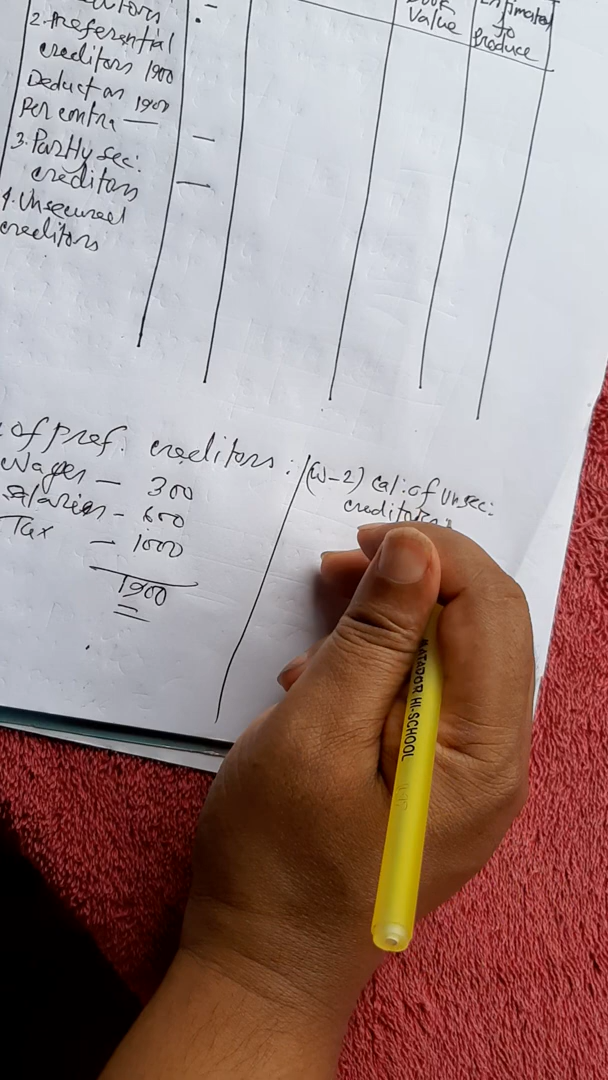 2. Preferential
creditors 1900
Deduct as 1900
Per contra —
3. Partly sec:
creditors —
4. Unsecured
creditors
Value
Estimated
to
Produce
of Pref. creditors:
Wages — 300
Salaries - 600
Tax - 1000
1900
(W-2) cal: of Unsec:
creditors:
MATADOR HI-SCHOOL